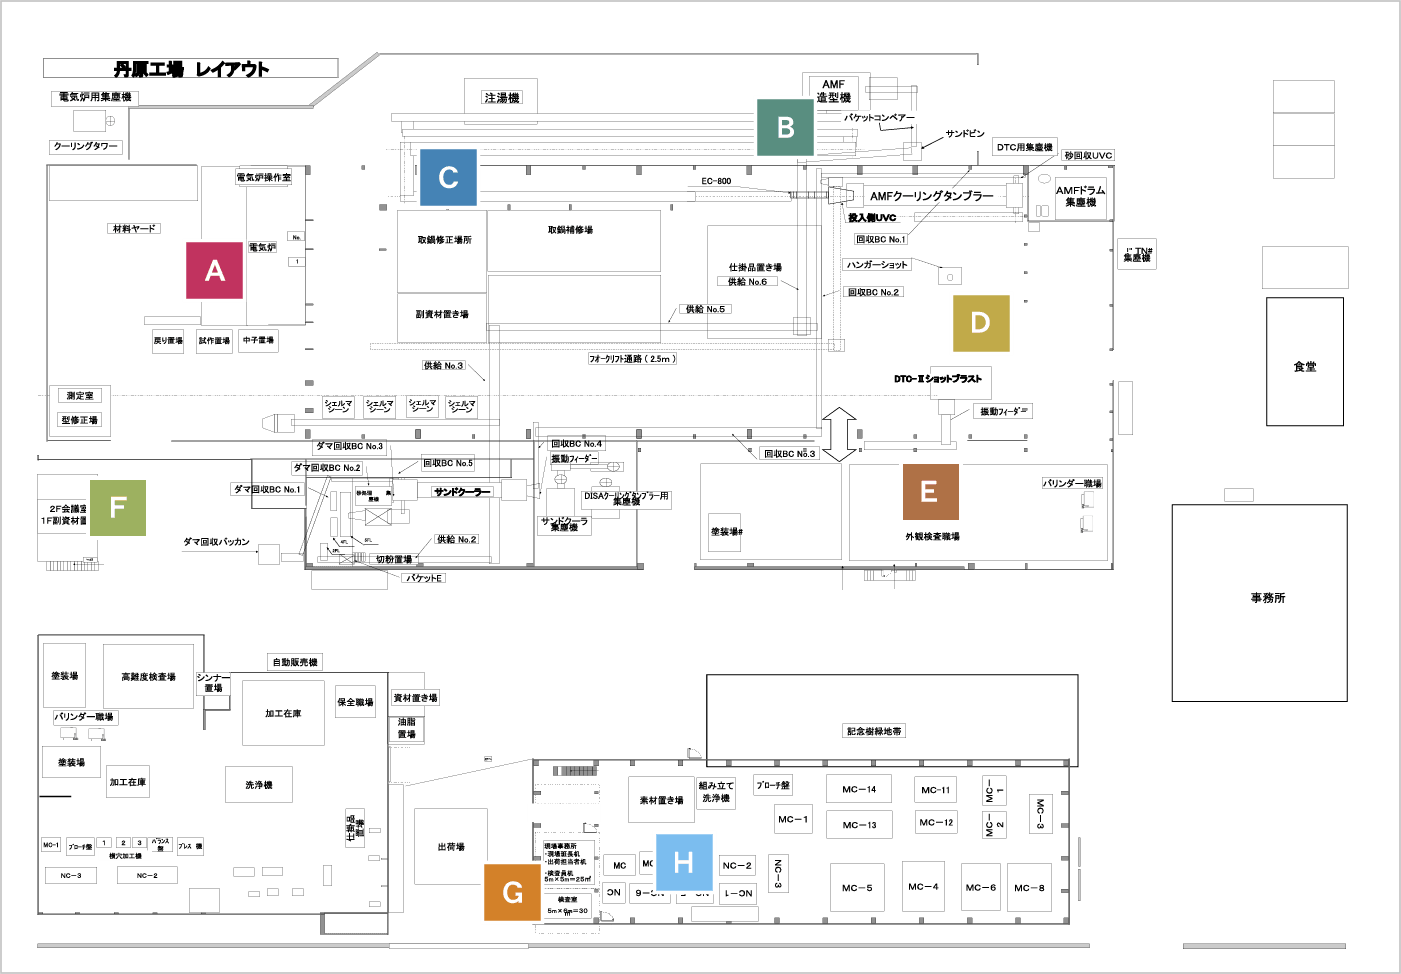 丹原工場 レイアウト
電気炉用集塵機
クーリングタワー
注湯機
AMF
造型機
B
バケットコンベアー
サンドビン
DTC用集塵機
砂回収UVC
C
電気炉操作室
EC-800
AMFクーリングタンブラー
AMFドラム
集塵機
投入側UVC
材料ヤード
電気炉
No.
1
A
取鍋修正場所
取鍋補修場
回収BC No.1
仕掛品置き場
供給 No.6
ハンガーショット
集塵機
回収BC No.2
副資材置き場
供給 No.5
D
戻り置場
試作置場
中子置場
フオークリフト通路 ( 2.5m )
供給 No.3
食堂
DTC-Ⅱショットブラスト
測定室
型修正場
シェルマ
シーン
シェルマ
シーン
シェルマ
シーン
シェルマ
シーン
振動フィーダー
ダマ回収BC No.3
回収BC No.4
回収BC No.3
ダマ回収BC No.2
回収BC No.5
振動フィーダー
ダマ回収BC No.1
サンドクーラー
DISAクーリングタンブラー用
集塵機
E
バリンダー職場
F
2F会議室
1F副資材置
サンドクーラ
集塵機
塗装場#
外観検査職場
ダマ回収バッカン
供給 No.2
切粉置場
バケットE
事務所
塗装場
高難度検査場
シンナー
置場
自動販売機
加工在庫
保全職場
資材置き場
油脂
置場
バリンダー職場
記念樹緑地帯
塗装場
加工在庫
洗浄機
仕掛品
置場
素材置き場
組み立て
洗浄機
ブローチ盤
MC-14
MC-11
MC-1
MC-3
MC-1
MC-13
MC-12
MC-2
MC-1
ブローチ盤
1
2
3
バランス
盤
プレス 機
横穴加工機
NC-3
NC-2
出荷場
G
現場事務所
・現場班長机
・出荷担当者机
・検査員机
5m×5m=25㎡
検査室
5m×6m=30
㎡
H
MC
NC-2
NC-3
NC
NC-1
MC-5
MC-4
MC-6
MC-8